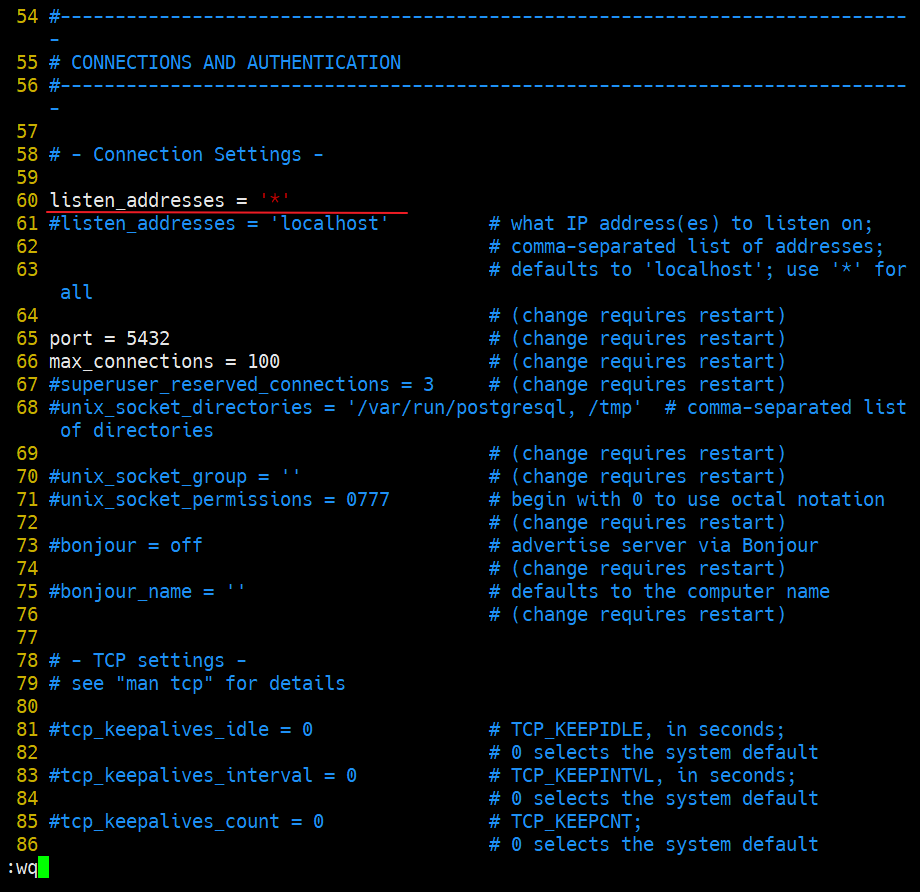 54 #-----------------------------------------------------------------------------
-
55 # CONNECTIONS AND AUTHENTICATION
56 #-----------------------------------------------------------------------------
-
57
58 # - Connection Settings -
59
60 listen_addresses = '*'
61 #listen_addresses = 'localhost'         # what IP address(es) to listen on;
62                                         # comma-separated list of addresses;
63                                         # defaults to 'localhost'; use '*' for
all
64                                         # (change requires restart)
65 port = 5432                             # (change requires restart)
66 max_connections = 100                   # (change requires restart)
67 #superuser_reserved_connections = 3     # (change requires restart)
68 #unix_socket_directories = '/var/run/postgresql, /tmp'  # comma-separated list
of directories
69                                         # (change requires restart)
70 #unix_socket_group = ''                 # (change requires restart)
71 #unix_socket_permissions = 0777         # begin with 0 to use octal notation
72                                         # (change requires restart)
73 #bonjour = off                          # advertise server via Bonjour
74                                         # (change requires restart)
75 #bonjour_name = ''                      # defaults to the computer name
76                                         # (change requires restart)
77
78 # - TCP settings -
79 # see "man tcp" for details
80
81 #tcp_keepalives_idle = 0                # TCP_KEEPIDLE, in seconds;
82                                         # 0 selects the system default
83 #tcp_keepalives_interval = 0            # TCP_KEEPINTVL, in seconds;
84                                         # 0 selects the system default
85 #tcp_keepalives_count = 0               # TCP_KEEPCNT;
86                                         # 0 selects the system default
:wq